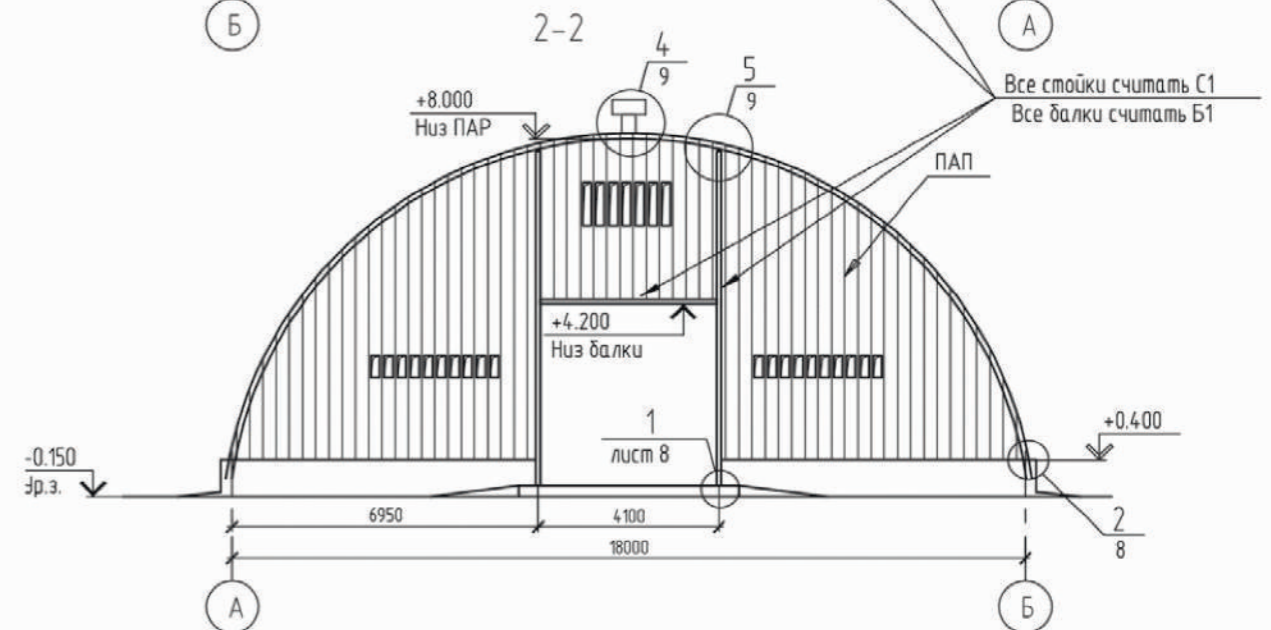 Б
2-2
А
4
9
5
9
Все стойки считать С1
Все балки считать Б1
+8.000
Низ ПАР
ПАП
+4.200
Низ балки
1
лист 8
+0.400
-0.150
Ур.з.
6950
4100
2
8
18000
А
Б